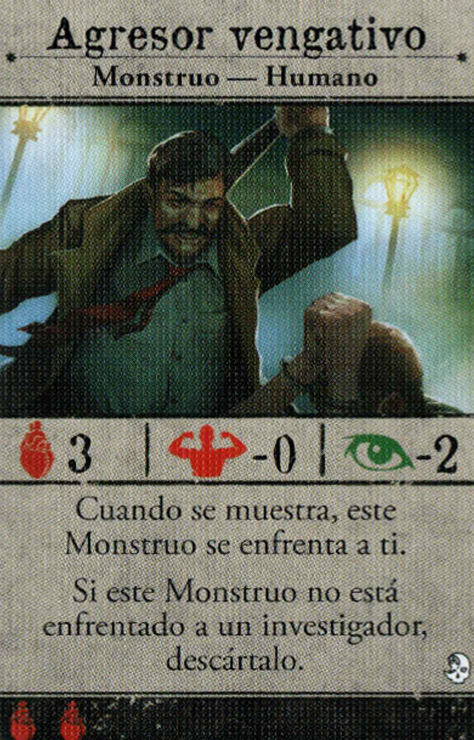 Agresor vengativo
Monstruo — Humano
3 | -0 | -2
Cuando se muestra, este
Monstruo se enfrenta a ti.
Si este Monstruo no está
enfrentado a un investigador,
descártalo.